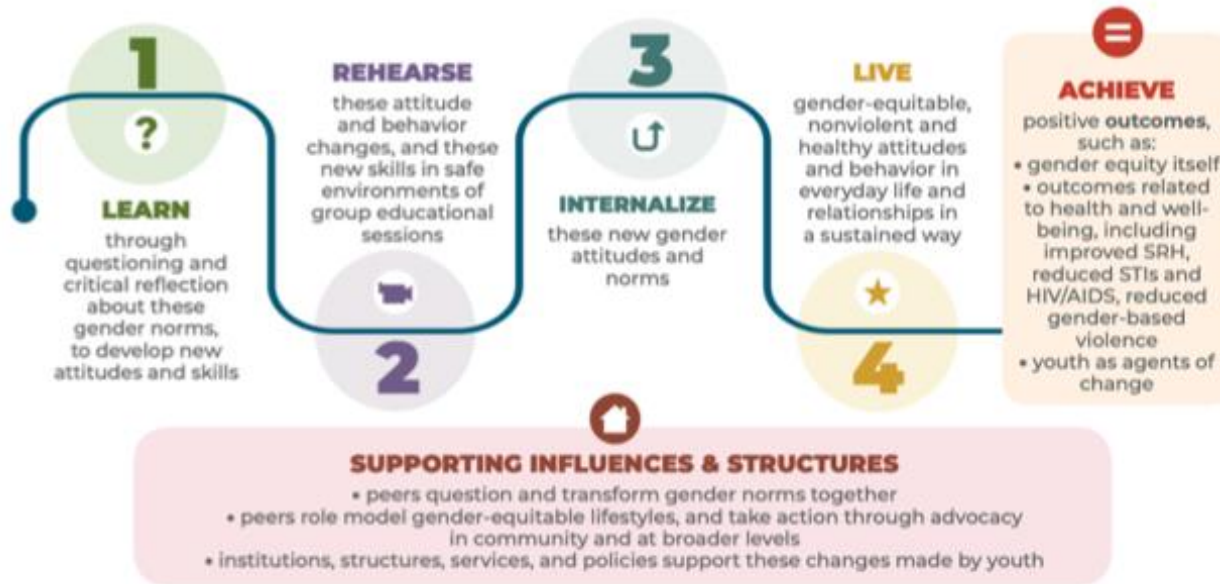 1
?
LEARN
through
questioning and
critical reflection
about these
gender norms,
to develop new
attitudes and skills
REHEARSE
these attitude
and behavior
changes, and these
new skills in safe
environments of
group educational
sessions
2
3
INTERNALIZE
these new gender
attitudes and
norms
LIVE
gender-equitable,
nonviolent and
healthy attitudes
and behavior in
everyday life and
relationships in
a sustained way
4
=
ACHIEVE
positive outcomes,
such as:
• gender equity itself
• outcomes related
to health and well-
being, including
improved SRH,
reduced STIs and
HIV/AIDS, reduced
gender-based
violence
• youth as agents of
change
SUPPORTING INFLUENCES & STRUCTURES
• peers question and transform gender norms together
• peers role model gender-equitable lifestyles, and take action through advocacy
in community and at broader levels
• institutions, structures, services, and policies support these changes made by youth